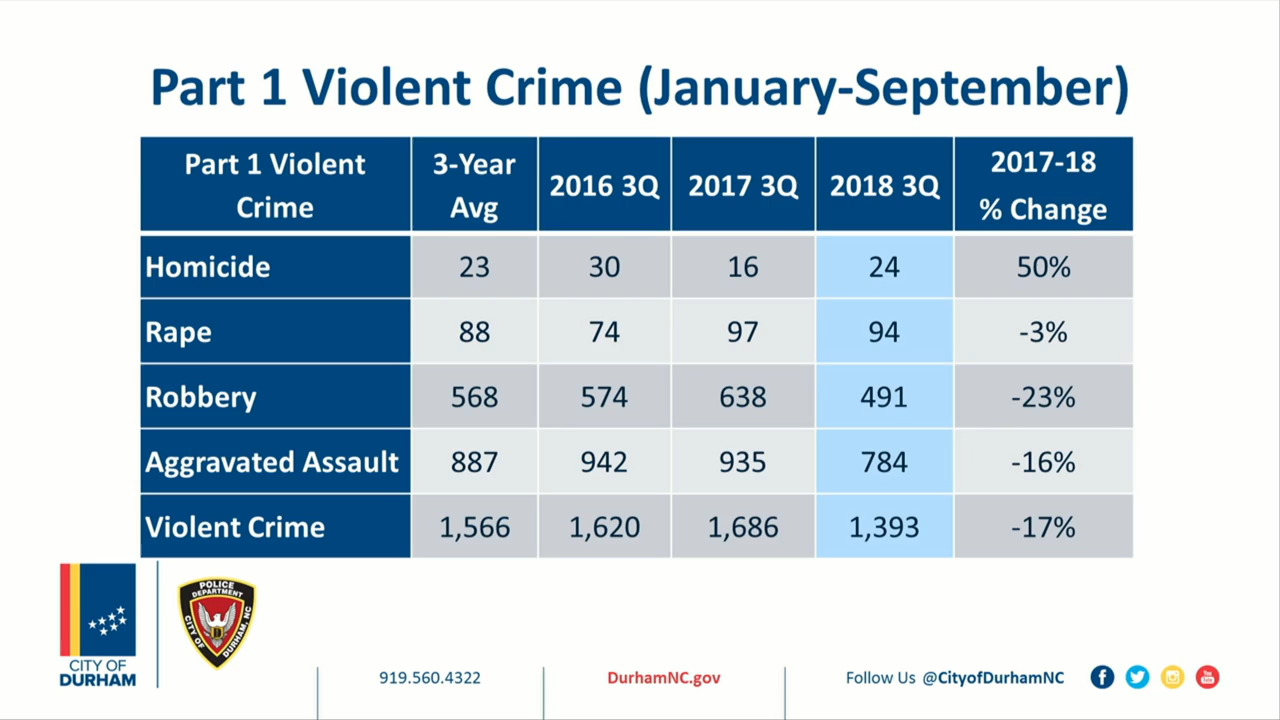 Part 1 Violent Crime (January-September)
Part 1 Violent Crime 3-Year Avg 2016 3Q 2017 3Q 2018 3Q 2017-18 % Change
Homicide 23 30 16 24 50%
Rape 88 74 97 94 -3%
Robbery 568 574 638 491 -23%
Aggravated Assault 887 942 935 784 -16%
Violent Crime 1,566 1,620 1,686 1,393 -17%
POLICE
DEPARTMENT
CITY OF DURHAM, NC
D
CITY OF
DURHAM
919.560.4322 DurhamNC.gov Follow Us @CityofDurhamNC